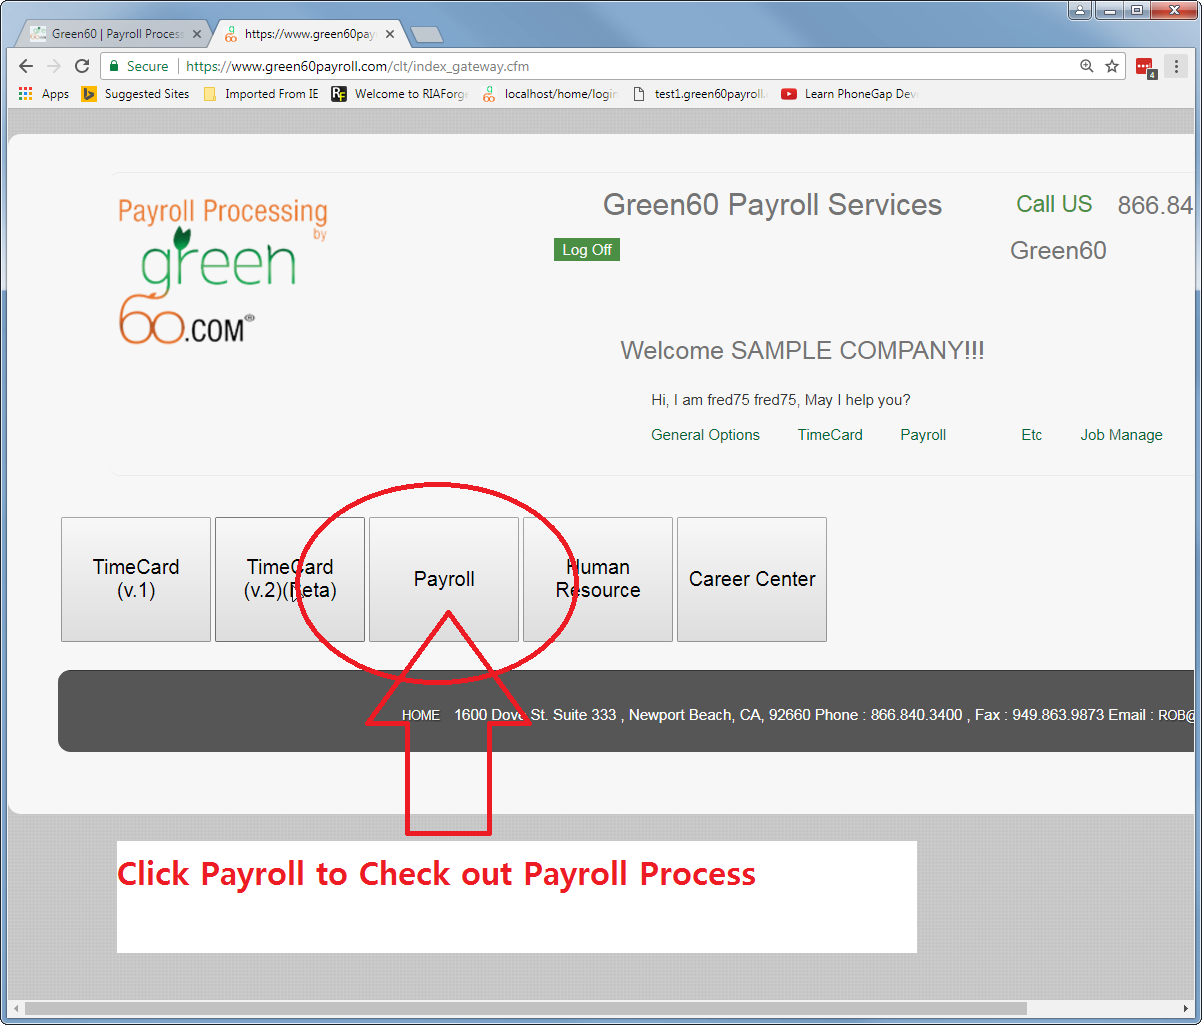 Green60 | Payroll Process
https://www.green60pay
Secure
https://www.green60payroll.com/clt/index_gateway.cfm
4
Apps
Suggested Sites
Imported From IE
RF
Welcome to RIAForge
localhost/home/login
test1.green60payroll.
Learn PhoneGap Dev
Payroll Processing
by
green
60.COM®
Green60 Payroll Services
Call US
866.84
Log Off
Green60
Welcome SAMPLE COMPANY!!!
Hi, I am fred75 fred75, May I help you?
General Options
TimeCard
Payroll
Etc
Job Manage
TimeCard
(v.1)
TimeCard
(v.2)(Beta)
Payroll
Human
Resource
Career Center
HOME
1600 Dove St. Suite 333 , Newport Beach, CA, 92660 Phone : 866.840.3400 , Fax : 949.863.9873 Email : ROB@
Click Payroll to Check out Payroll Process